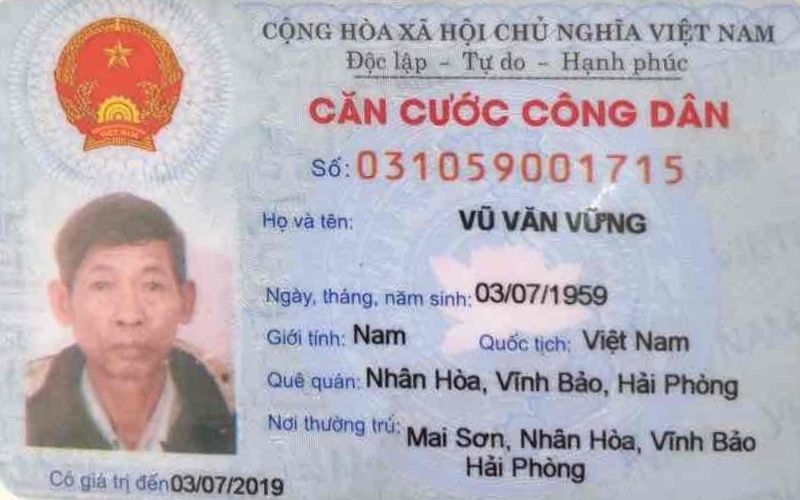 CỘNG HÒA XÃ HỘI CHỦ NGHĨA VIỆT NAM
Độc lập - Tự do - Hạnh phúc
CĂN CƯỚC CÔNG DÂN
Số: 031059001715
Họ và tên: VŨ VĂN VỮNG
Ngày, tháng, năm sinh: 03/07/1959
Giới tính: Nam Quốc tịch: Việt Nam
Quê quán: Nhân Hòa, Vĩnh Bảo, Hải Phòng
Nơi thường trú: Mai Sơn, Nhân Hòa, Vĩnh Bảo
Hải Phòng
Có giá trị đến 03/07/2019